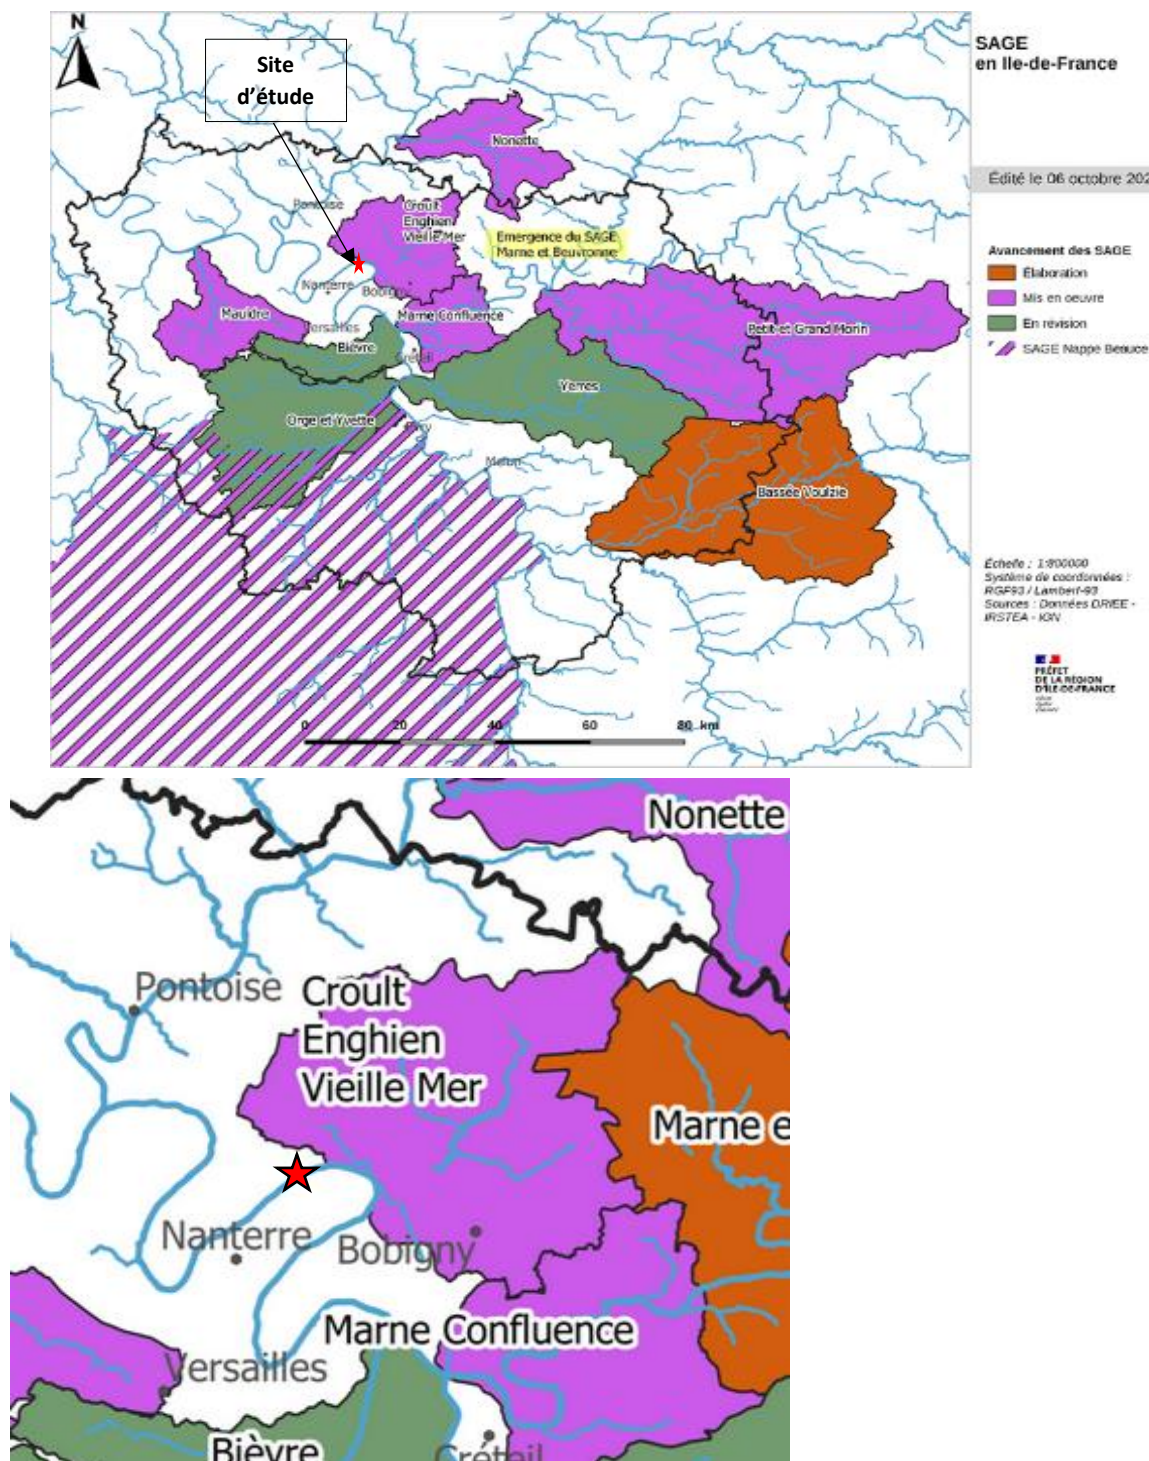 N
Site
d’étude
SAGE
en Ile-de-France
Édité le 06 octobre 202
Avancement des SAGE
Élaboration
Mis en oeuvre
En révision
SAGE Nappe Beauce
Nonette
Pontoise
Croult
Enghien
Vieille Mer
Emergence du SAGE
Marne et Beuvronne
Nanterre
Bobigny
Mauldre
Versailles
Marne Confluence
Bièvre
Créteil
Petit et Grand Morin
Yerres
Orge et Yvette
Evry
Melun
Bassée Voulzie
Échelle : 1:800000
Système de coordonnées :
RGF93 / Lambert-93
Sources : Données DRIEE -
IRSTEA - IGN
PRÉFET
DE LA RÉGION
D'ÎLE-DE-FRANCE
0 20 40 60 80 km
Nonette
Pontoise
Croult
Enghien
Vieille Mer
Marne e
Nanterre
Bobigny
Marne Confluence
Versailles
Bièvre
Créteil